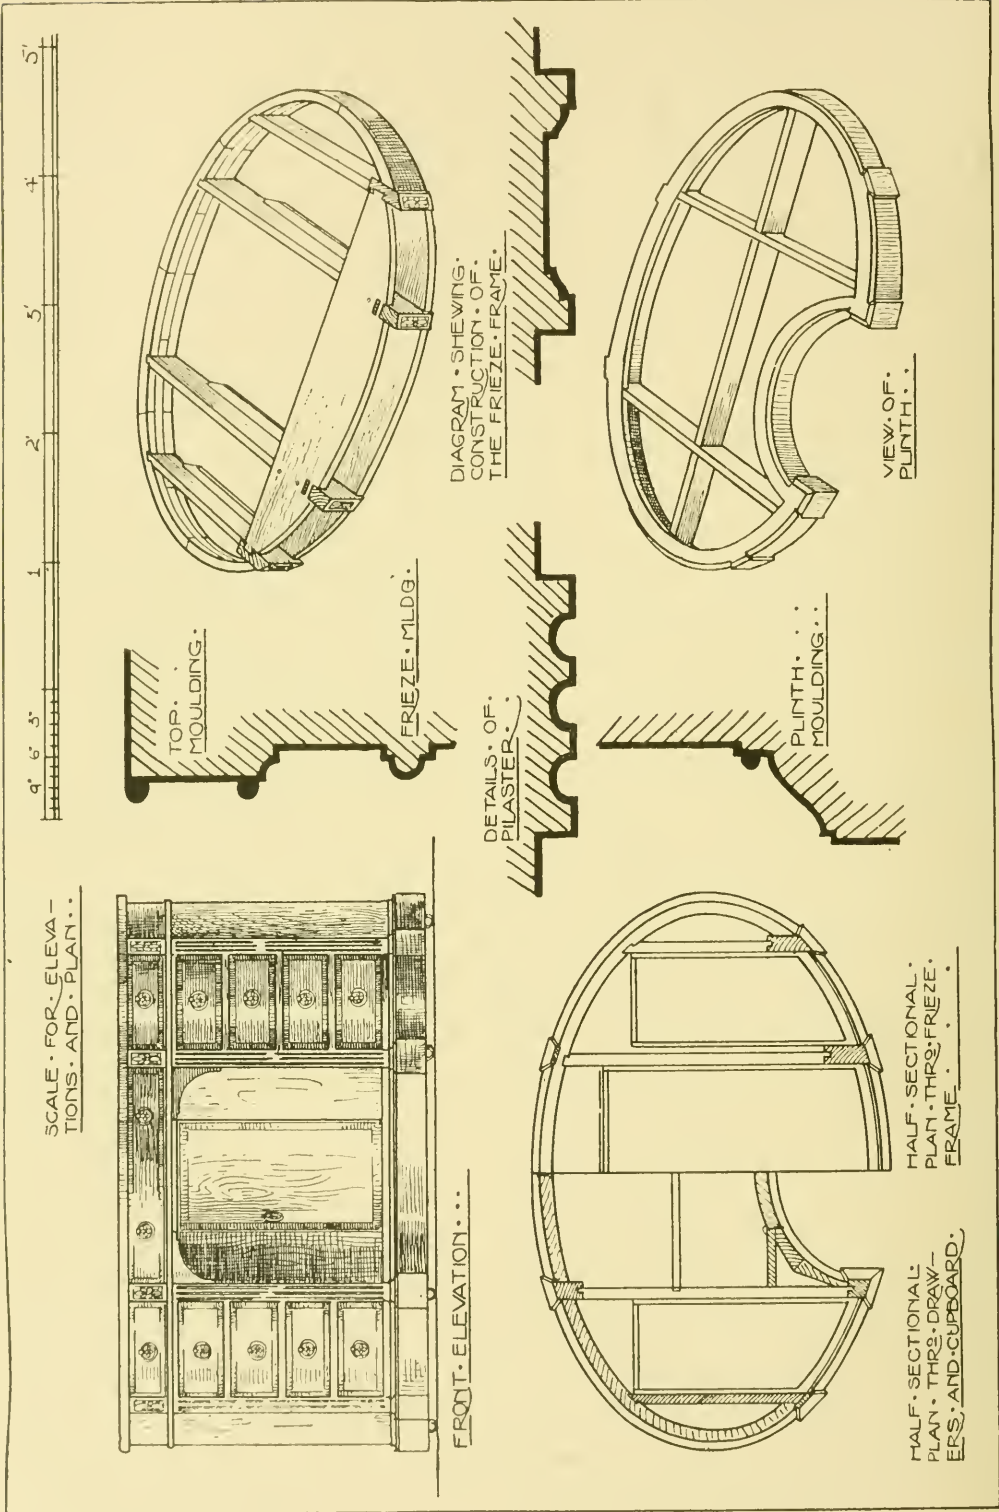 SCALE · FOR · ELEVA–
TIONS · AND · PLAN · ·
9" 6" 3" 1 2' 3' 4' 5'
FRONT · ELEVATION · · ·
TOP ·
MOULDING ·
FRIEZE · MLDG ·
DIAGRAM · SHEWING ·
CONSTRUCTION · OF ·
THE · FRIEZE · FRAME ·
DETAILS · OF ·
PILASTER ·
HALF · SECTIONAL ·
PLAN · THRO · DRAW–
ERS · AND · CUPBOARD ·
HALF · SECTIONAL ·
PLAN · THRO · FRIEZE ·
FRAME · · ·
PLINTH · · ·
MOULDING · ·
VIEW · OF ·
PLINTH · ·